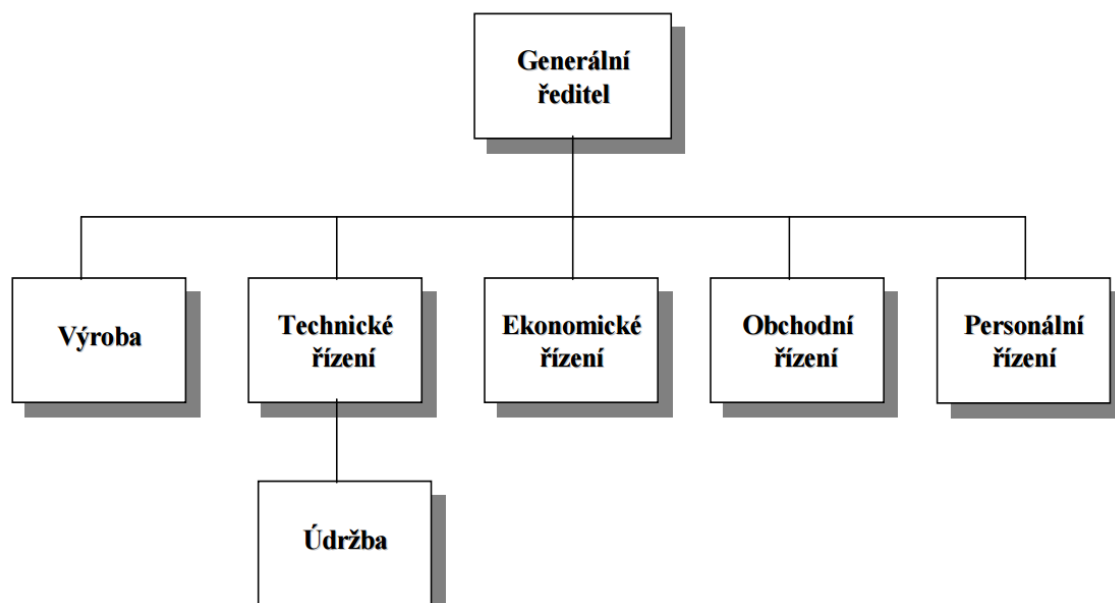 Generální
ředitel
Výroba
Technické
řízení
Ekonomické
řízení
Obchodní
řízení
Personální
řízení
Údržba